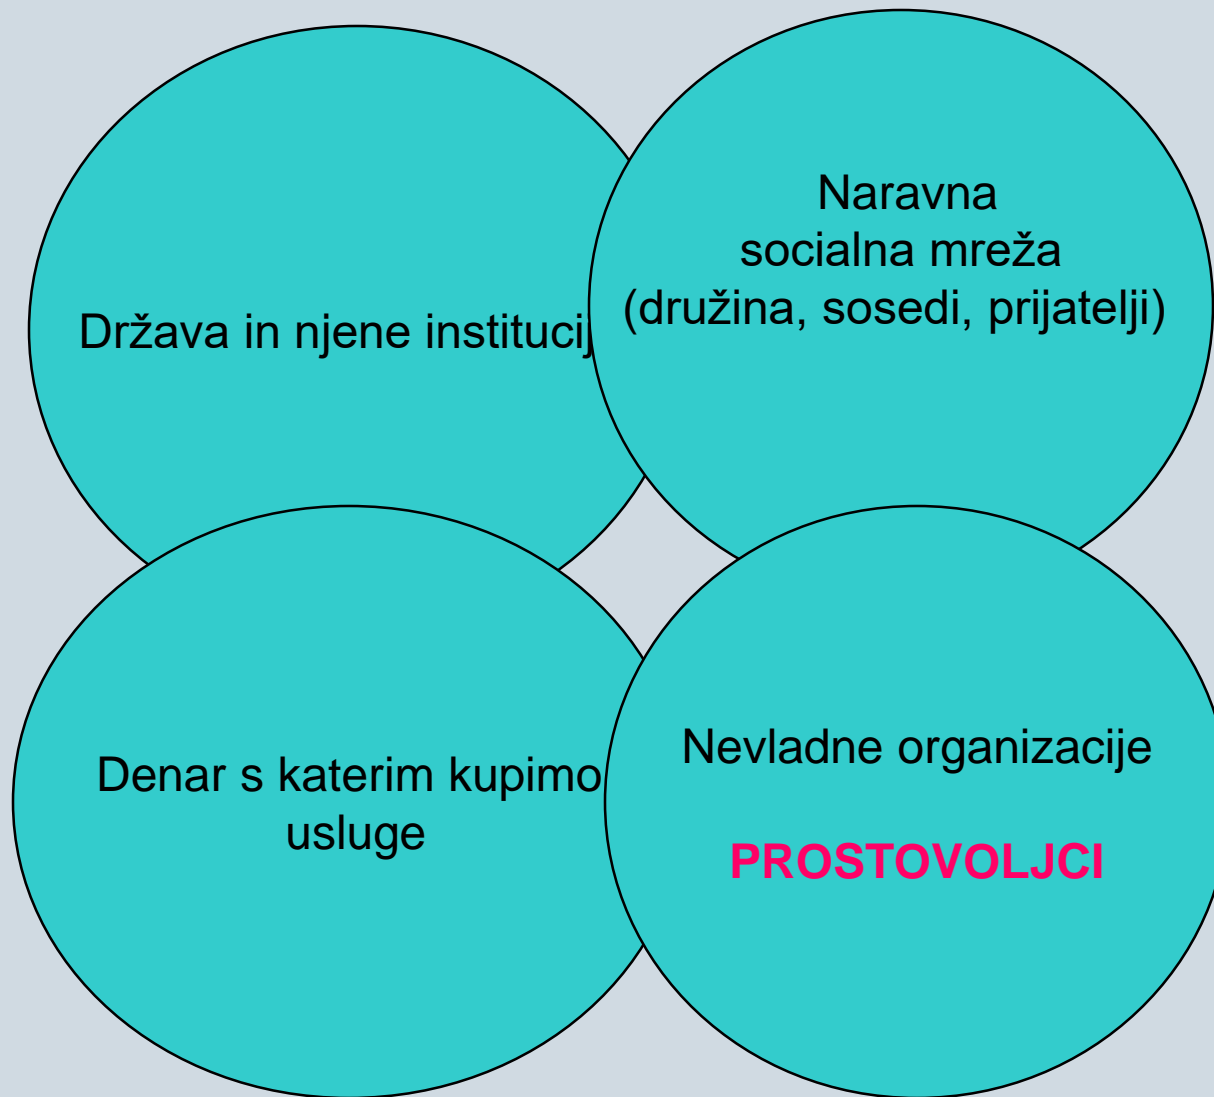 Država in njene institucij
Naravna
socialna mreža
(družina, sosedi, prijatelji)
Denar s katerim kupimo
usluge
Nevladne organizacije
PROSTOVOLJCI